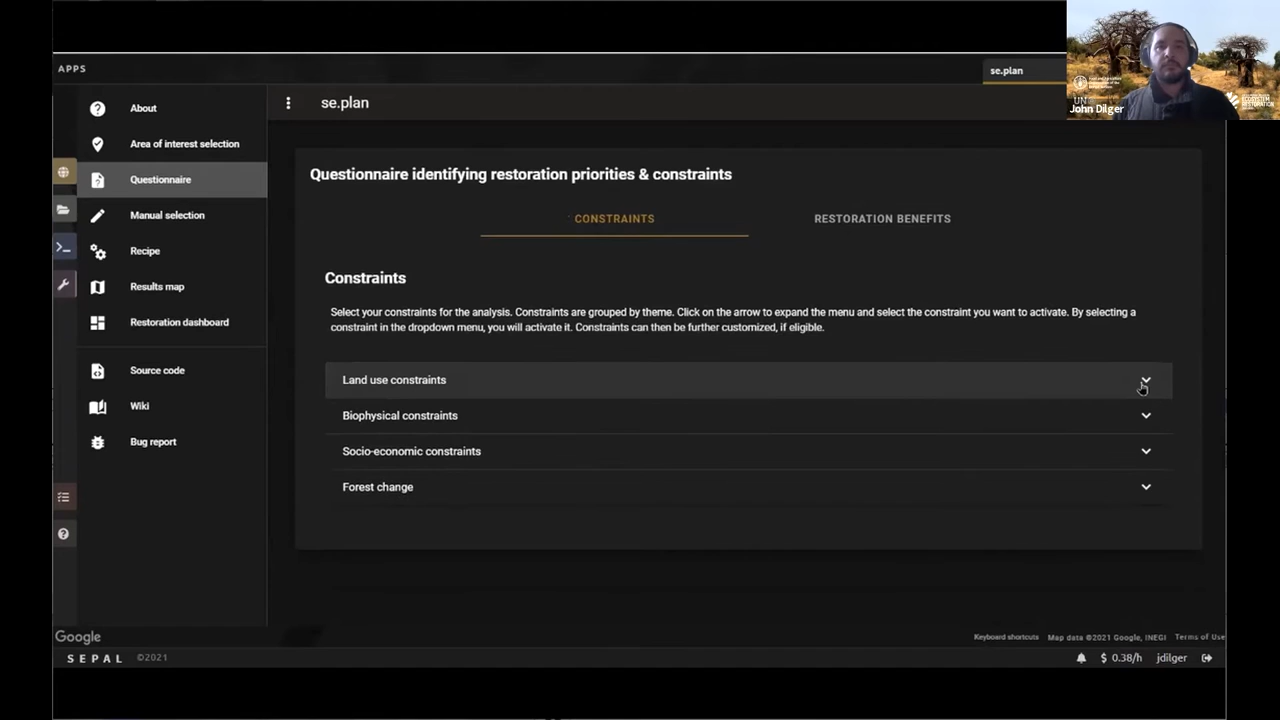 APPS
se.plan
UN
John Dilger
About
Area of interest selection
Questionnaire
Manual selection
Recipe
Results map
Restoration dashboard
Source code
Wiki
Bug report
se.plan
Questionnaire identifying restoration priorities & constraints
CONSTRAINTS
RESTORATION BENEFITS
Constraints
Select your constraints for the analysis. Constraints are grouped by theme. Click on the arrow to expand the menu and select the constraint you want to activate. By selecting a
constraint in the dropdown menu, you will activate it. Constraints can then be further customized, if eligible.
Land use constraints
Biophysical constraints
Socio-economic constraints
Forest change
Google
Keyboard shortcuts
Map data ©2021 Google, INEGI
Terms of Use
SEPAL ©2021
$ 0.38/h
jdilger